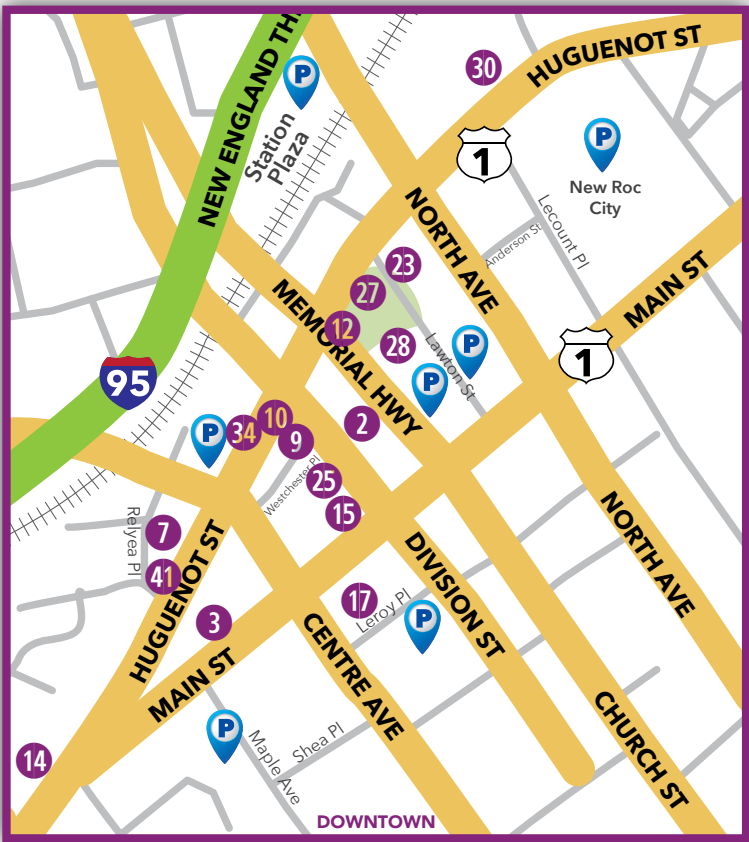 NEW ENGLAND TH
P
Station
Plaza
30
HUGUENOT ST
1
P
New Roc
City
NORTH AVE
Lecount Pl
Anderson St
MAIN ST
23
27
MEMORIAL HWY
12
28
Lawton St
P
P
1
95
P
34
10
9
2
25
Westchester Pl
15
Relyea Pl
7
41
HUGUENOT ST
3
MAIN ST
17
Leroy Pl
P
DIVISION ST
NORTH AVE
CENTRE AVE
CHURCH ST
14
P
Maple Ave
Shea Pl
DOWNTOWN